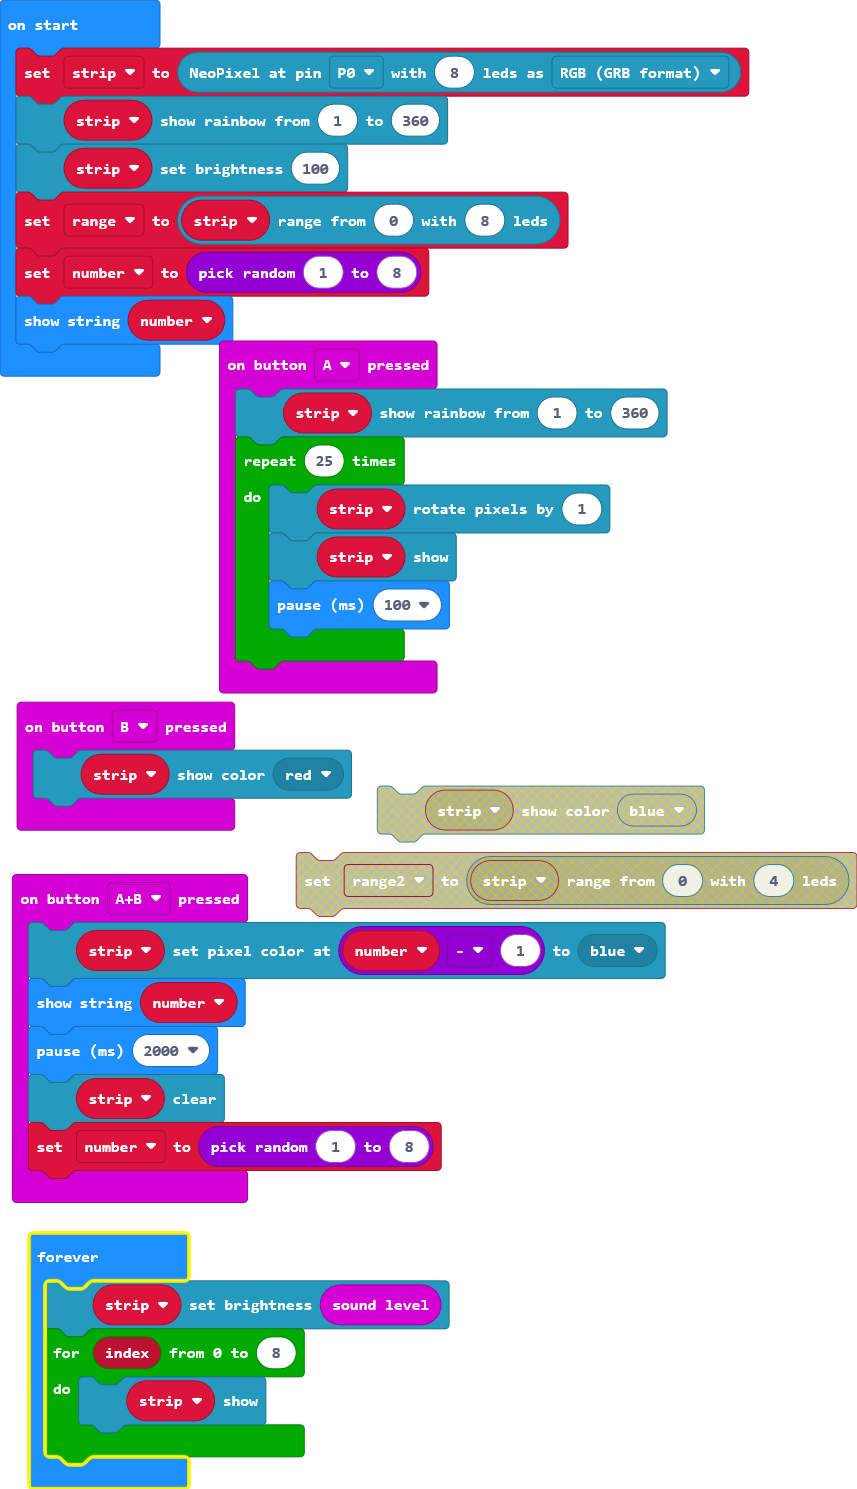 on start
set strip to NeoPixel at pin P0 with 8 leds as RGB (GRB format)
strip show rainbow from 1 to 360
strip set brightness 100
set range to strip range from 0 with 8 leds
set number to pick random 1 to 8
show string number
on button A pressed
strip show rainbow from 1 to 360
repeat 25 times
do
strip rotate pixels by 1
strip show
pause (ms) 100
on button B pressed
strip show color red
strip show color blue
set range2 to strip range from 0 with 4 leds
on button A+B pressed
strip set pixel color at number - 1 to blue
show string number
pause (ms) 2000
strip clear
set number to pick random 1 to 8
forever
strip set brightness sound level
for index from 0 to 8
do
strip show